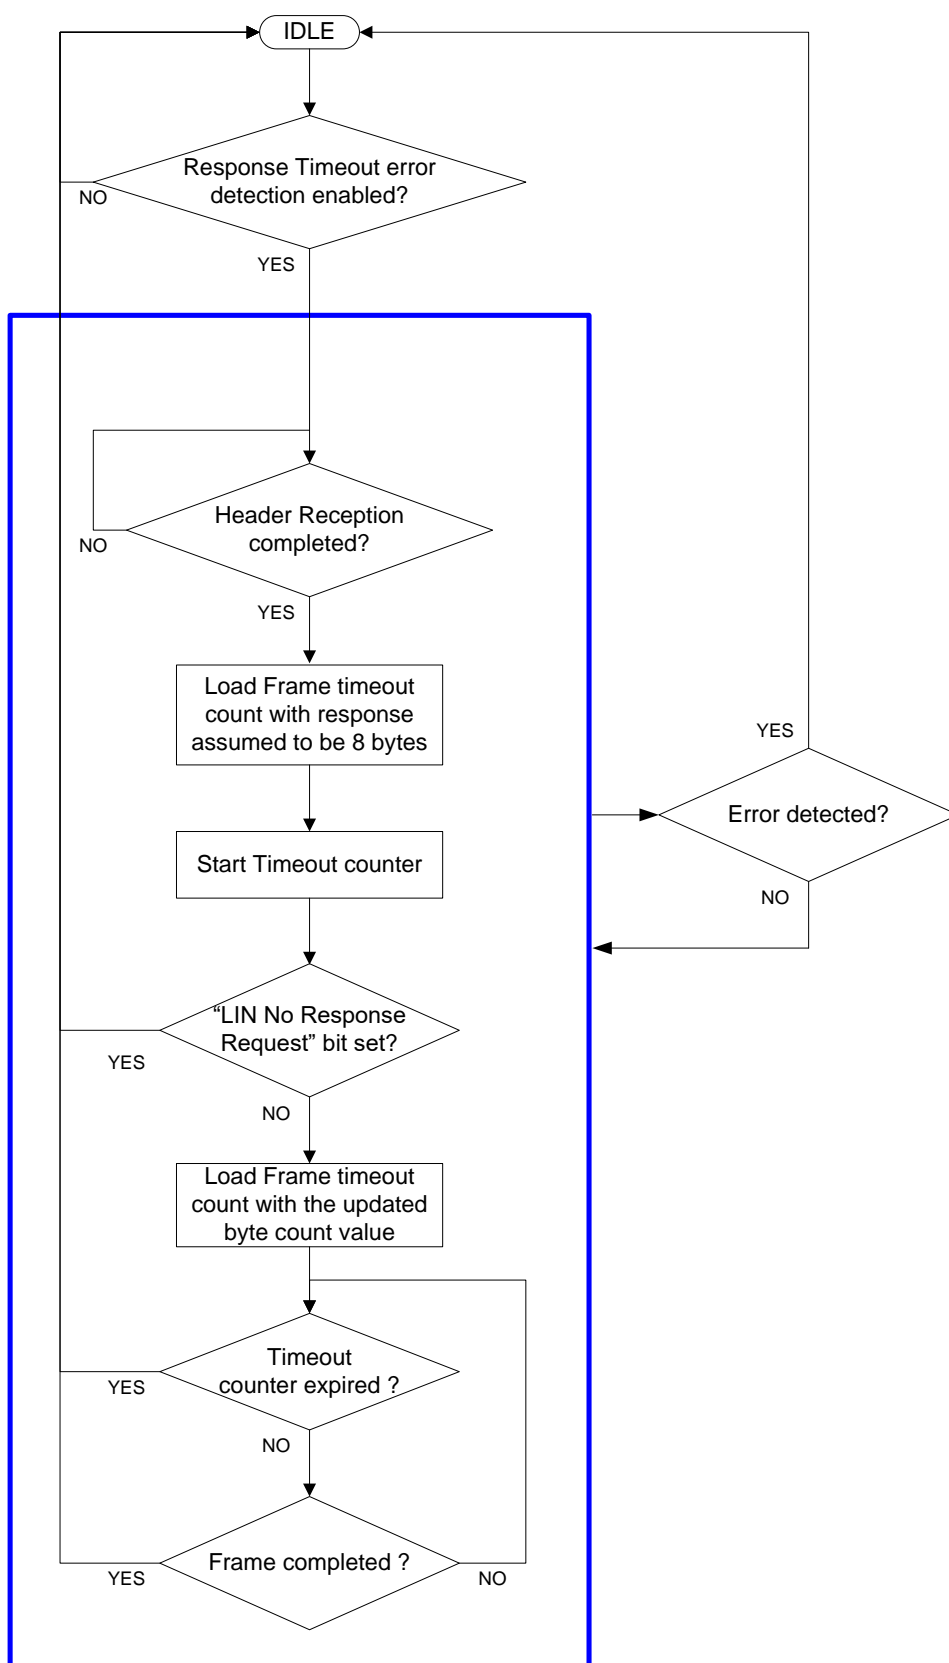 IDLE
Response Timeout error
detection enabled?
NO
YES
Header Reception
completed?
NO
YES
Load Frame timeout
count with response
assumed to be 8 bytes
YES
Error detected?
Start Timeout counter
NO
“LIN No Response
Request” bit set?
YES
NO
Load Frame timeout
count with the updated
byte count value
Timeout
counter expired ?
YES
NO
Frame completed ?
YES
NO